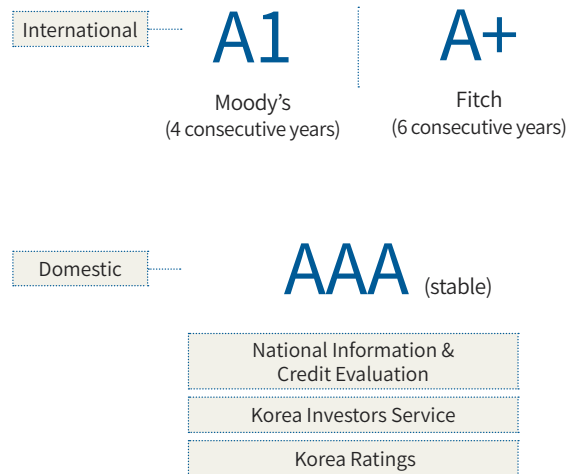 International
A1
A+
Moody’s
(4 consecutive years)
Fitch
(6 consecutive years)
Domestic
AAA (stable)
National Information &
Credit Evaluation
Korea Investors Service
Korea Ratings